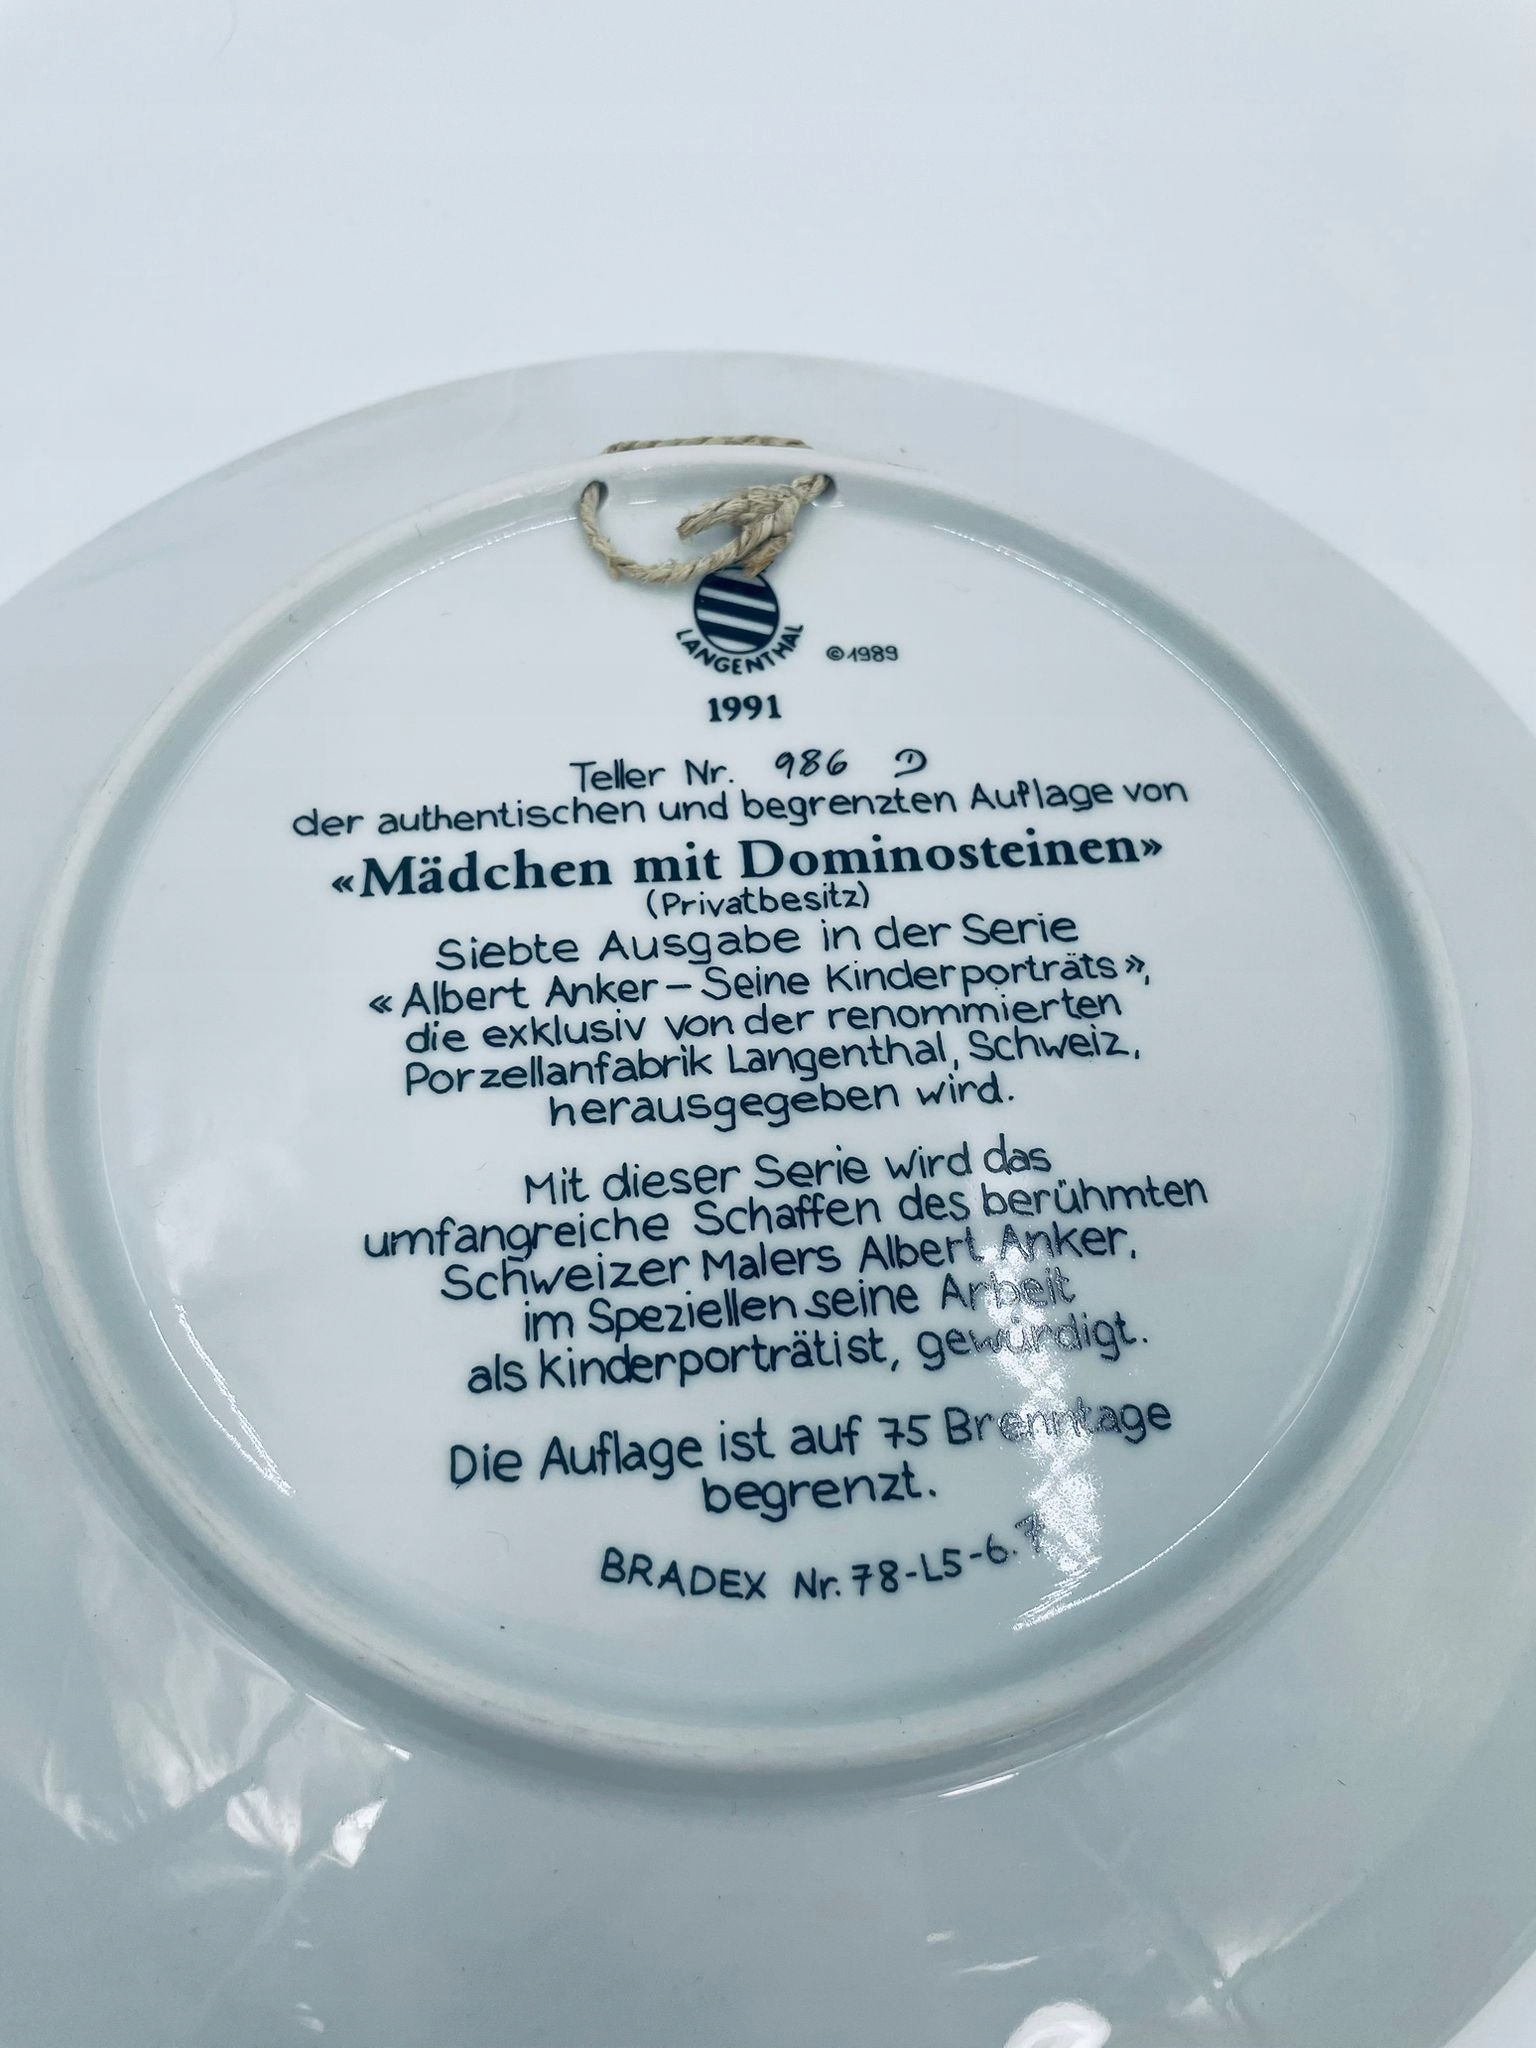 LANGENTHAL
©1989
1991
Teller Nr. 986 D
der authentischen und begrenzten Auflage von
«Mädchen mit Dominosteinen»
(Privatbesitz)
Siebte Ausgabe in der Serie
«Albert Anker – Seine Kinderporträts»,
die exklusiv von der renommierten
Porzellanfabrik Langenthal, Schweiz,
herausgegeben wird.
Mit dieser Serie wird das
umfangreiche Schaffen des berühmten
Schweizer Malers Albert Anker,
im Speziellen seine Arbeit
als Kinderporträtist, gewürdigt.
Die Auflage ist auf 75 Brenntage
begrenzt.
BRADEX Nr. 78-L5-6.7